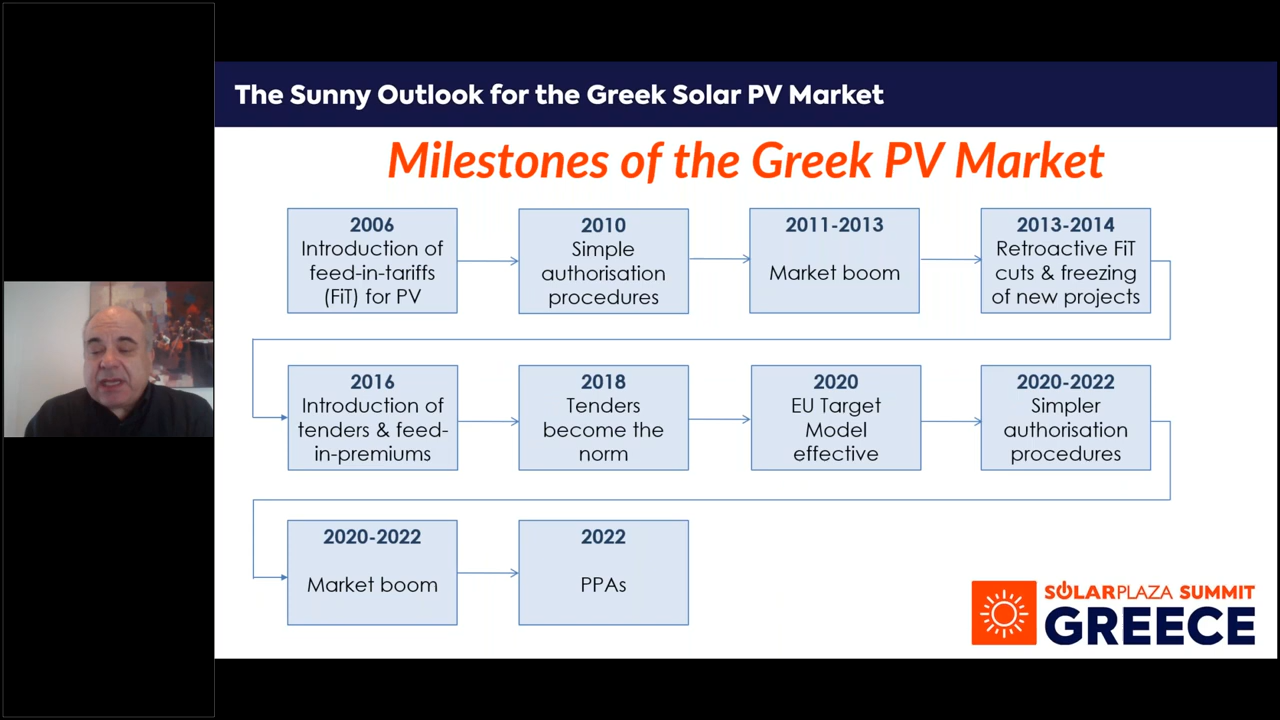 The Sunny Outlook for the Greek Solar PV Market
Milestones of the Greek PV Market
2006
Introduction of
feed-in-tariffs
(FiT) for PV
2010
Simple
authorisation
procedures
2011-2013
Market boom
2013-2014
Retroactive FiT
cuts & freezing
of new projects
2016
Introduction of
tenders & feed-
in-premiums
2018
Tenders
become the
norm
2020
EU Target
Model
effective
2020-2022
Simpler
authorisation
procedures
2020-2022
Market boom
2022
PPAs
SOLARPLAZA SUMMIT
GREECE